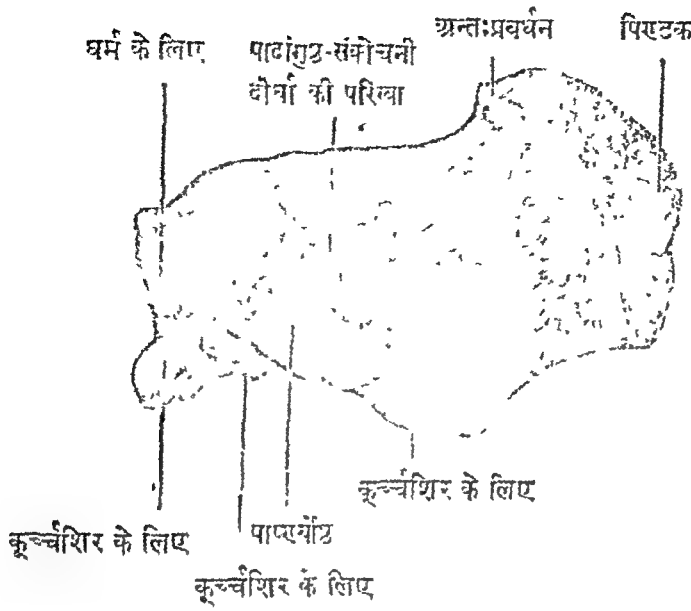 घर्म के लिए
पादांगुठ-संकोचनी
दीर्घा की परिखा
अन्तःप्रवर्धन
पिण्डक
कूर्च्चशिर के लिए
कूर्च्चशिर के लिए
कूर्च्चशिर के लिए